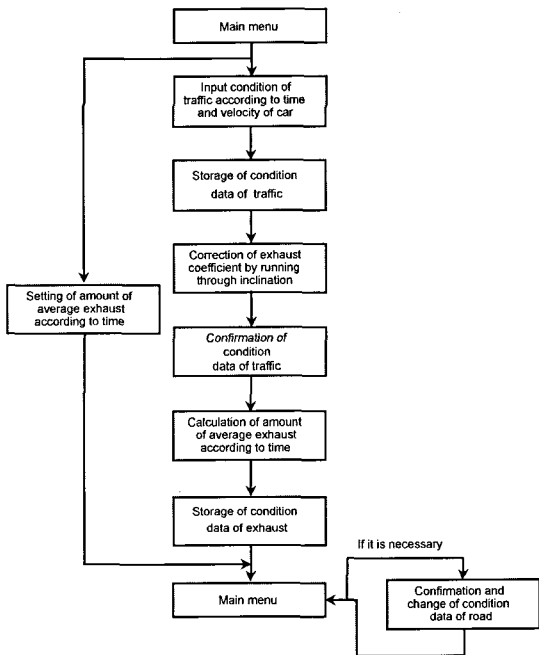 Main menu
Input condition of
traffic according to time
and velocity of car
Storage of condition
data of traffic
Correction of exhaust
coefficient by running
through inclination
Setting of amount of
average exhaust
according to time
Confirmation of
condition
data of traffic
Calculation of amount
of average exhaust
according to time
Storage of condition
data of exhaust
If it is necessary
Main menu
Confirmation and
change of condition
data of road